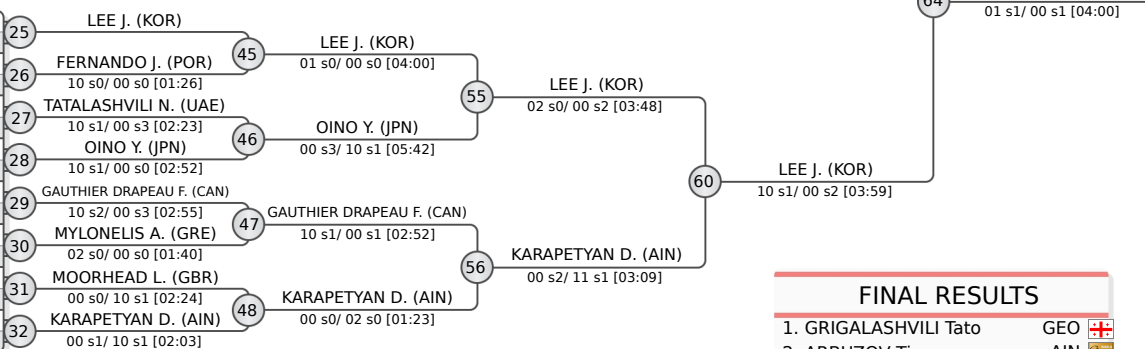 64
01 s1/ 00 s1 [04:00]
25
LEE J. (KOR)
26
FERNANDO J. (POR)
10 s0/ 00 s0 [01:26]
45
LEE J. (KOR)
01 s0/ 00 s0 [04:00]
27
TATALASHVILI N. (UAE)
10 s1/ 00 s3 [02:23]
28
OINO Y. (JPN)
10 s1/ 00 s0 [02:52]
46
OINO Y. (JPN)
00 s3/ 10 s1 [05:42]
55
LEE J. (KOR)
02 s0/ 00 s2 [03:48]
29
GAUTHIER DRAPEAU F. (CAN)
10 s2/ 00 s3 [02:55]
30
MYLONELIS A. (GRE)
02 s0/ 00 s0 [01:40]
47
GAUTHIER DRAPEAU F. (CAN)
10 s1/ 00 s1 [02:52]
31
MOORHEAD L. (GBR)
00 s0/ 10 s1 [02:24]
32
KARAPETYAN D. (AIN)
00 s1/ 10 s1 [02:03]
48
KARAPETYAN D. (AIN)
00 s0/ 02 s0 [01:23]
56
KARAPETYAN D. (AIN)
00 s2/ 11 s1 [03:09]
60
LEE J. (KOR)
10 s1/ 00 s2 [03:59]
FINAL RESULTS
1. GRIGALASHVILI Tato GEO